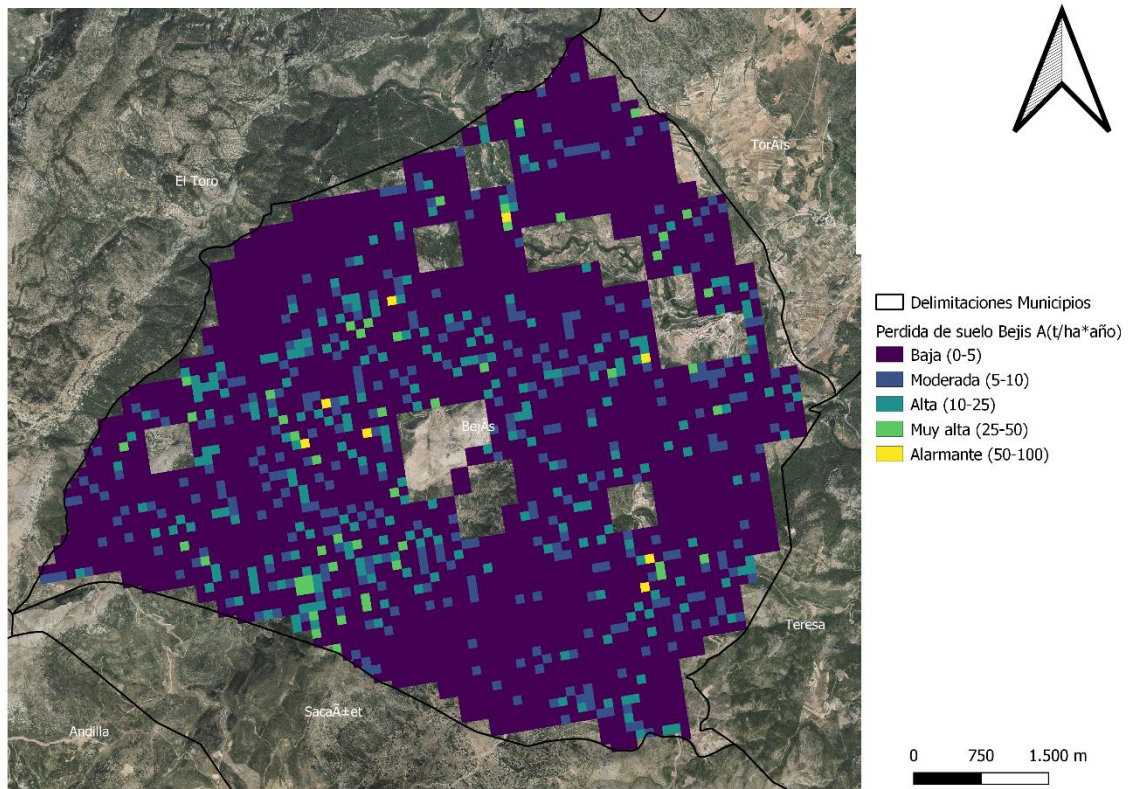 TorÃ­s
El Toro
BejÃ­s
Teresa
SacaÃ±et
Andilla
Delimitaciones Municipios
Perdida de suelo Bejis A(t/ha*año)
Baja (0-5)
Moderada (5-10)
Alta (10-25)
Muy alta (25-50)
Alarmante (50-100)
0 750 1.500 m